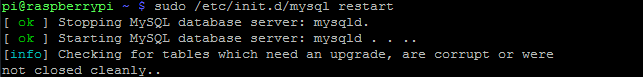 pi@raspberrypi ~ $ sudo /etc/init.d/mysql restart
[ ok ] Stopping MySQL database server: mysqld.
[ ok ] Starting MySQL database server: mysqld . . ..
[info] Checking for tables which need an upgrade, are corrupt or were
not closed cleanly..